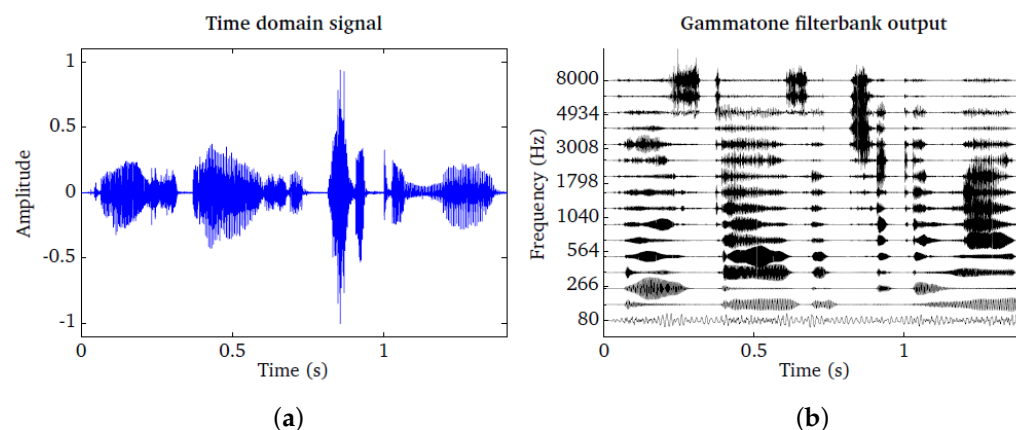 Time domain signal
1
0.5
0
-0.5
-1
Amplitude
0
0.5
1
Time (s)
(a)
Gammatone filterbank output
8000
4934
3008
1798
1040
564
266
80
Frequency (Hz)
0
0.5
1
Time (s)
(b)